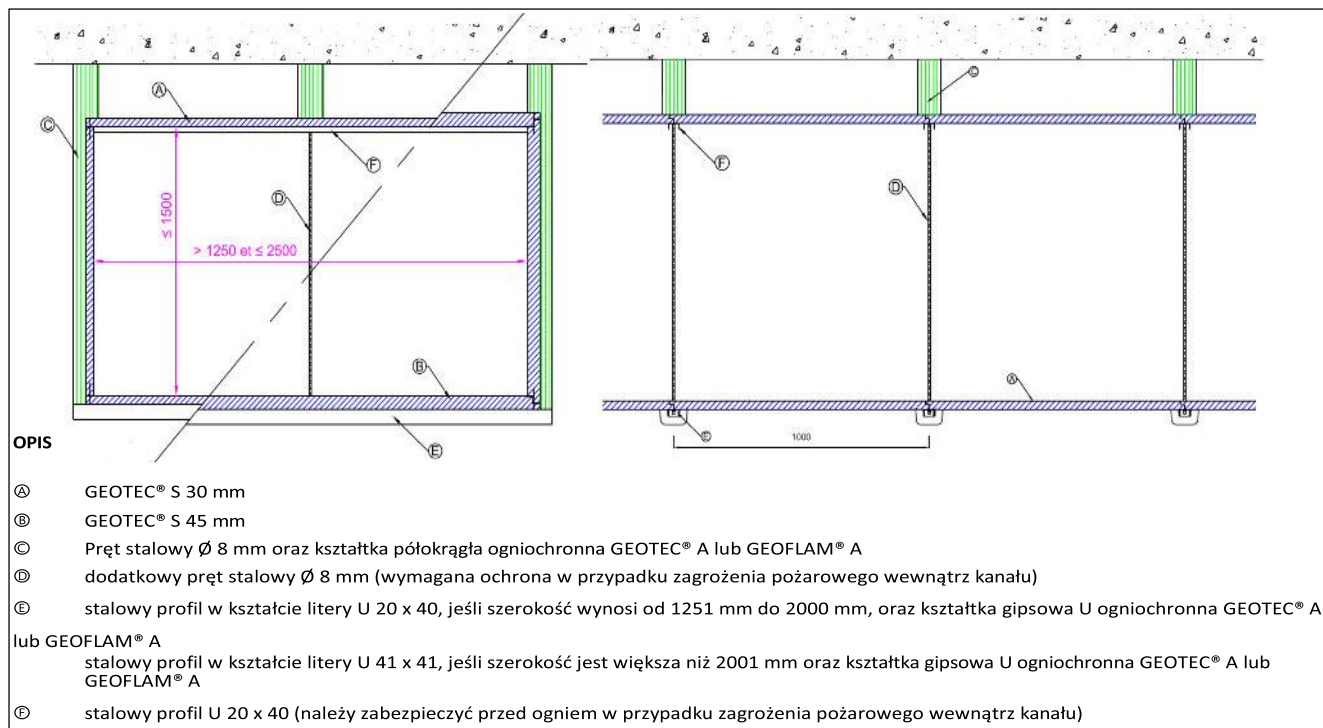 Ⓐ
Ⓒ
Ⓒ
Ⓕ
Ⓕ
Ⓓ
Ⓓ
≤ 1500
> 1250 et ≤ 2500
Ⓑ
Ⓐ
Ⓔ
Ⓔ
1000
OPIS
Ⓐ GEOTEC® S 30 mm
Ⓑ GEOTEC® S 45 mm
Ⓒ Pręt stalowy Ø 8 mm oraz kształtka półokrągła ogniochronna GEOTEC® A lub GEOFLAM® A
Ⓓ dodatkowy pręt stalowy Ø 8 mm (wymagana ochrona w przypadku zagrożenia pożarowego wewnątrz kanału)
Ⓔ stalowy profil w kształcie litery U 20 x 40, jeśli szerokość wynosi od 1251 mm do 2000 mm, oraz kształtka gipsowa U ogniochronna GEOTEC® A
lub GEOFLAM® A
stalowy profil w kształcie litery U 41 x 41, jeśli szerokość jest większa niż 2001 mm oraz kształtka gipsowa U ogniochronna GEOTEC® A lub
GEOFLAM® A
Ⓕ stalowy profil U 20 x 40 (należy zabezpieczyć przed ogniem w przypadku zagrożenia pożarowego wewnątrz kanału)